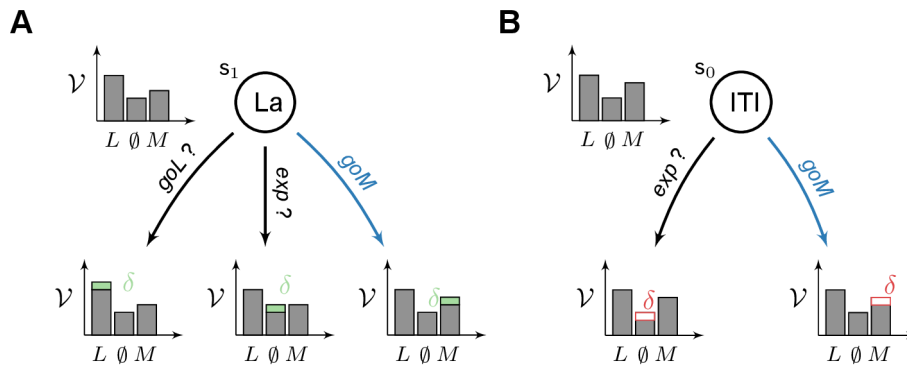 A
B
s₁
s₀
𝒱
La
𝒱
ITI
L ∅ M
L ∅ M
goL ?
exp ?
goM
exp ?
goM
δ
δ
δ
δ
δ
𝒱
𝒱
𝒱
𝒱
𝒱
L ∅ M
L ∅ M
L ∅ M
L ∅ M
L ∅ M